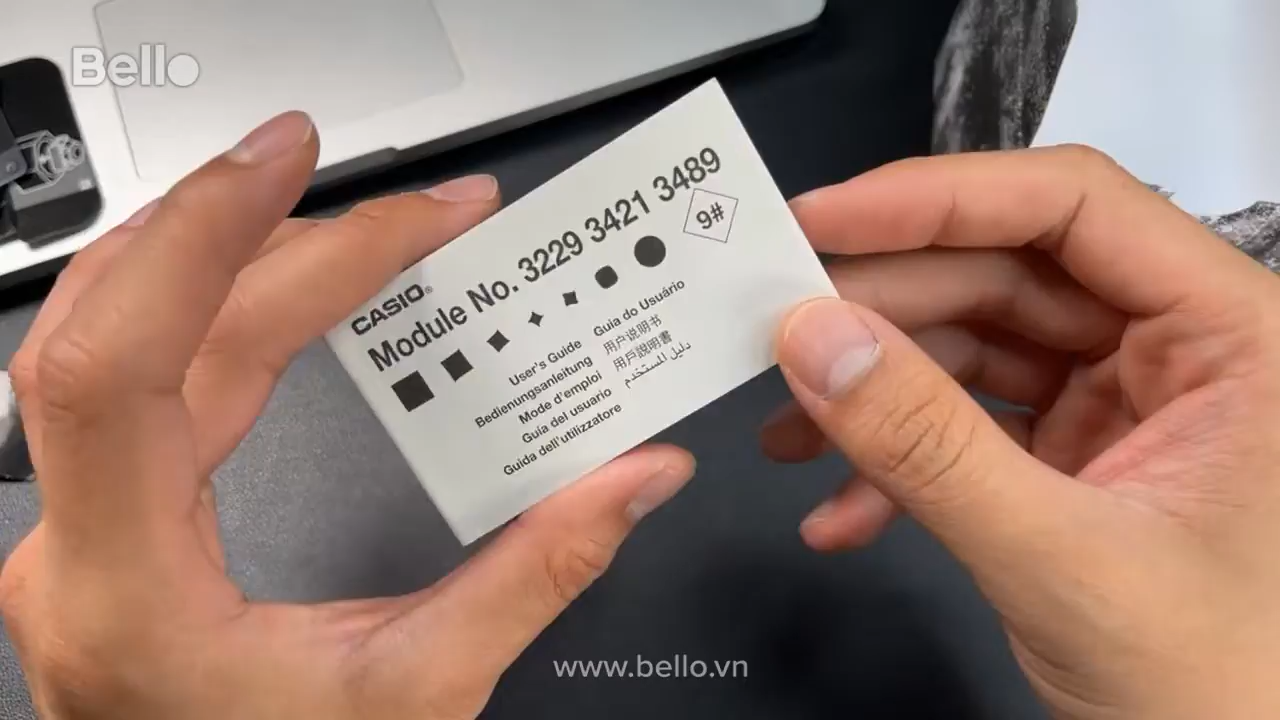 Bello
CASIO®
Module No. 3229 3421 3489
9#
User's Guide
Bedienungsanleitung
Mode d'emploi
Guía del usuario
Guida dell'utilizzatore
Guia do Usuário
用户说明书
用戶說明書
دليل المستخدم
www.bello.vn